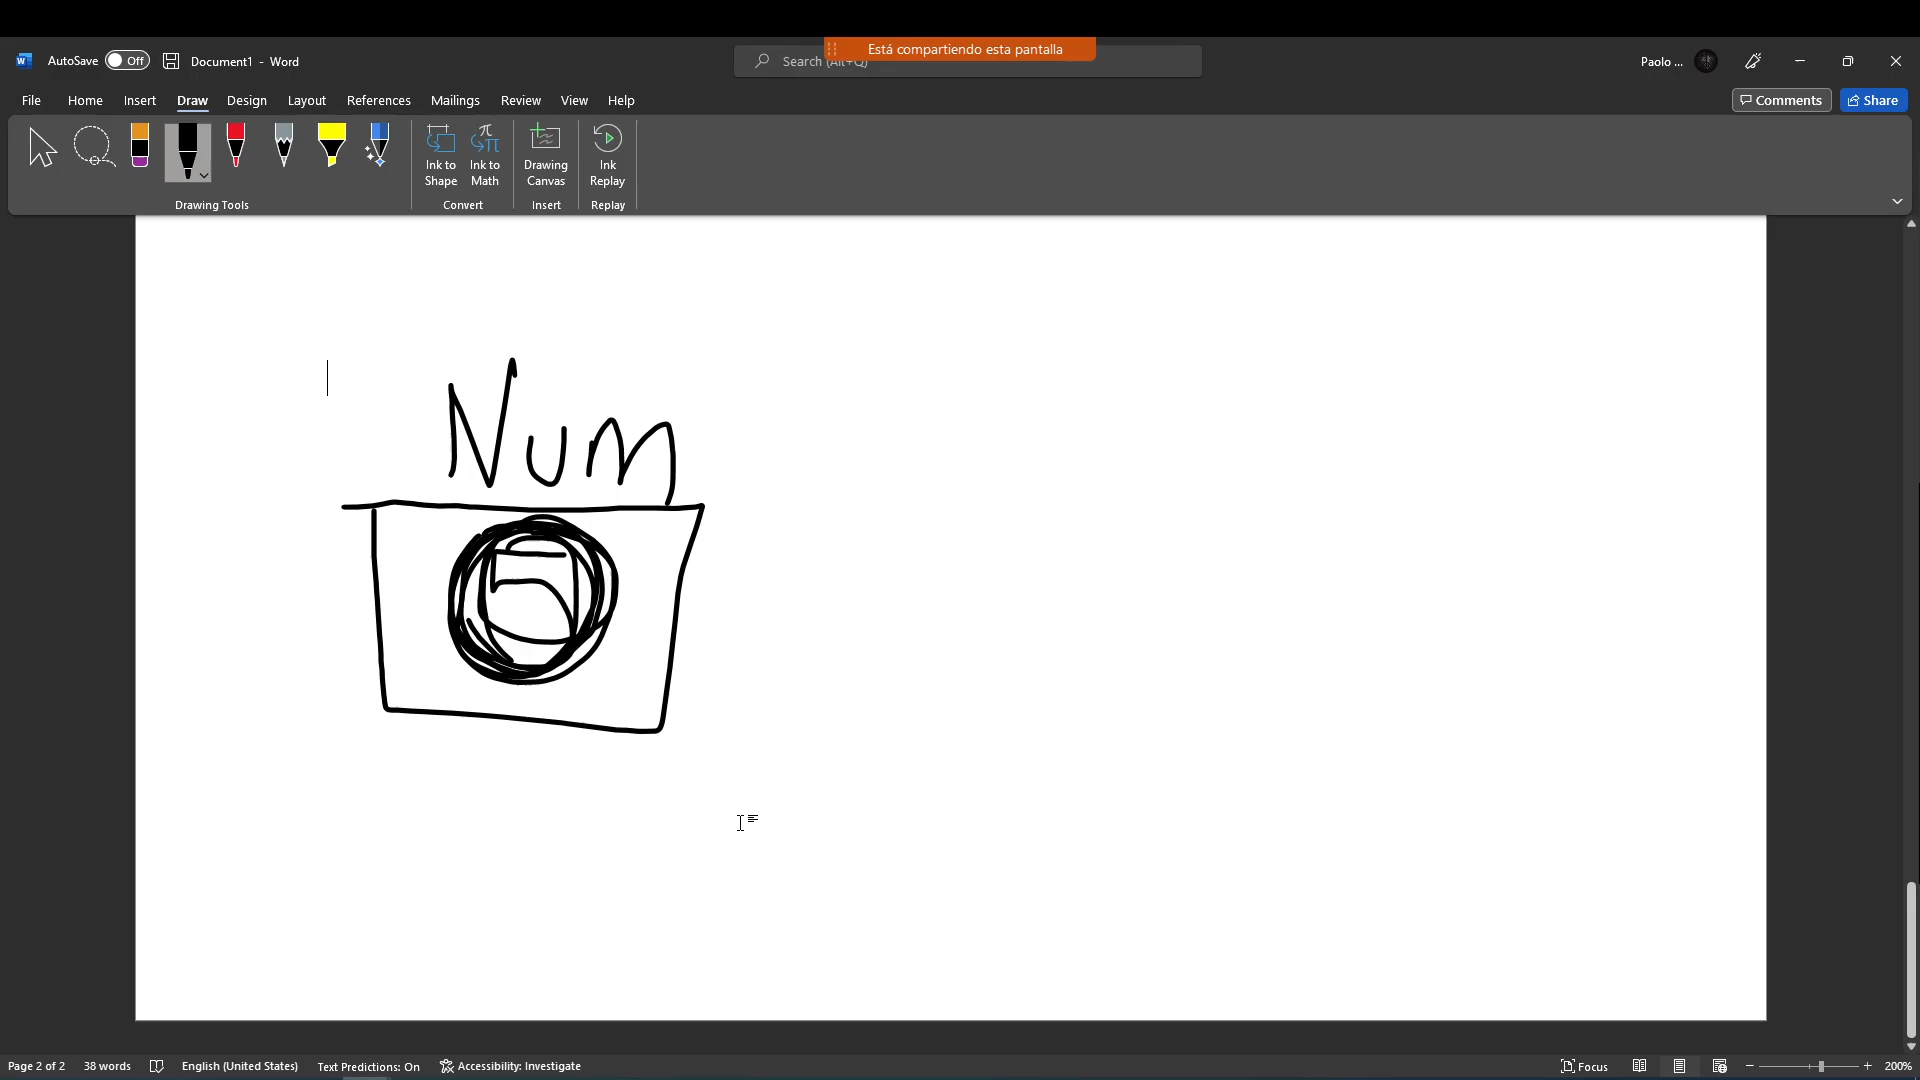 Está compartiendo esta pantalla
AutoSave Off Document1 - Word Search (Alt+Q) Paolo ...
File Home Insert Draw Design Layout References Mailings Review View Help Comments Share
Ink to Shape Ink to Math Drawing Canvas Ink Replay
Drawing Tools Convert Insert Replay
Num
5
Page 2 of 2 38 words English (United States) Text Predictions: On Accessibility: Investigate Focus 200%